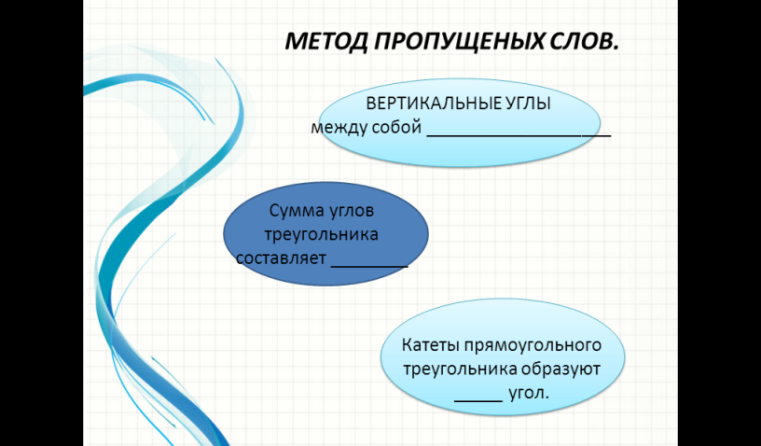 МЕТОД ПРОПУЩЕНЫХ СЛОВ.
ВЕРТИКАЛЬНЫЕ УГЛЫ
между собой ____________________
Сумма углов
треугольника
составляет ________
Катеты прямоугольного
треугольника образуют
_____ угол.